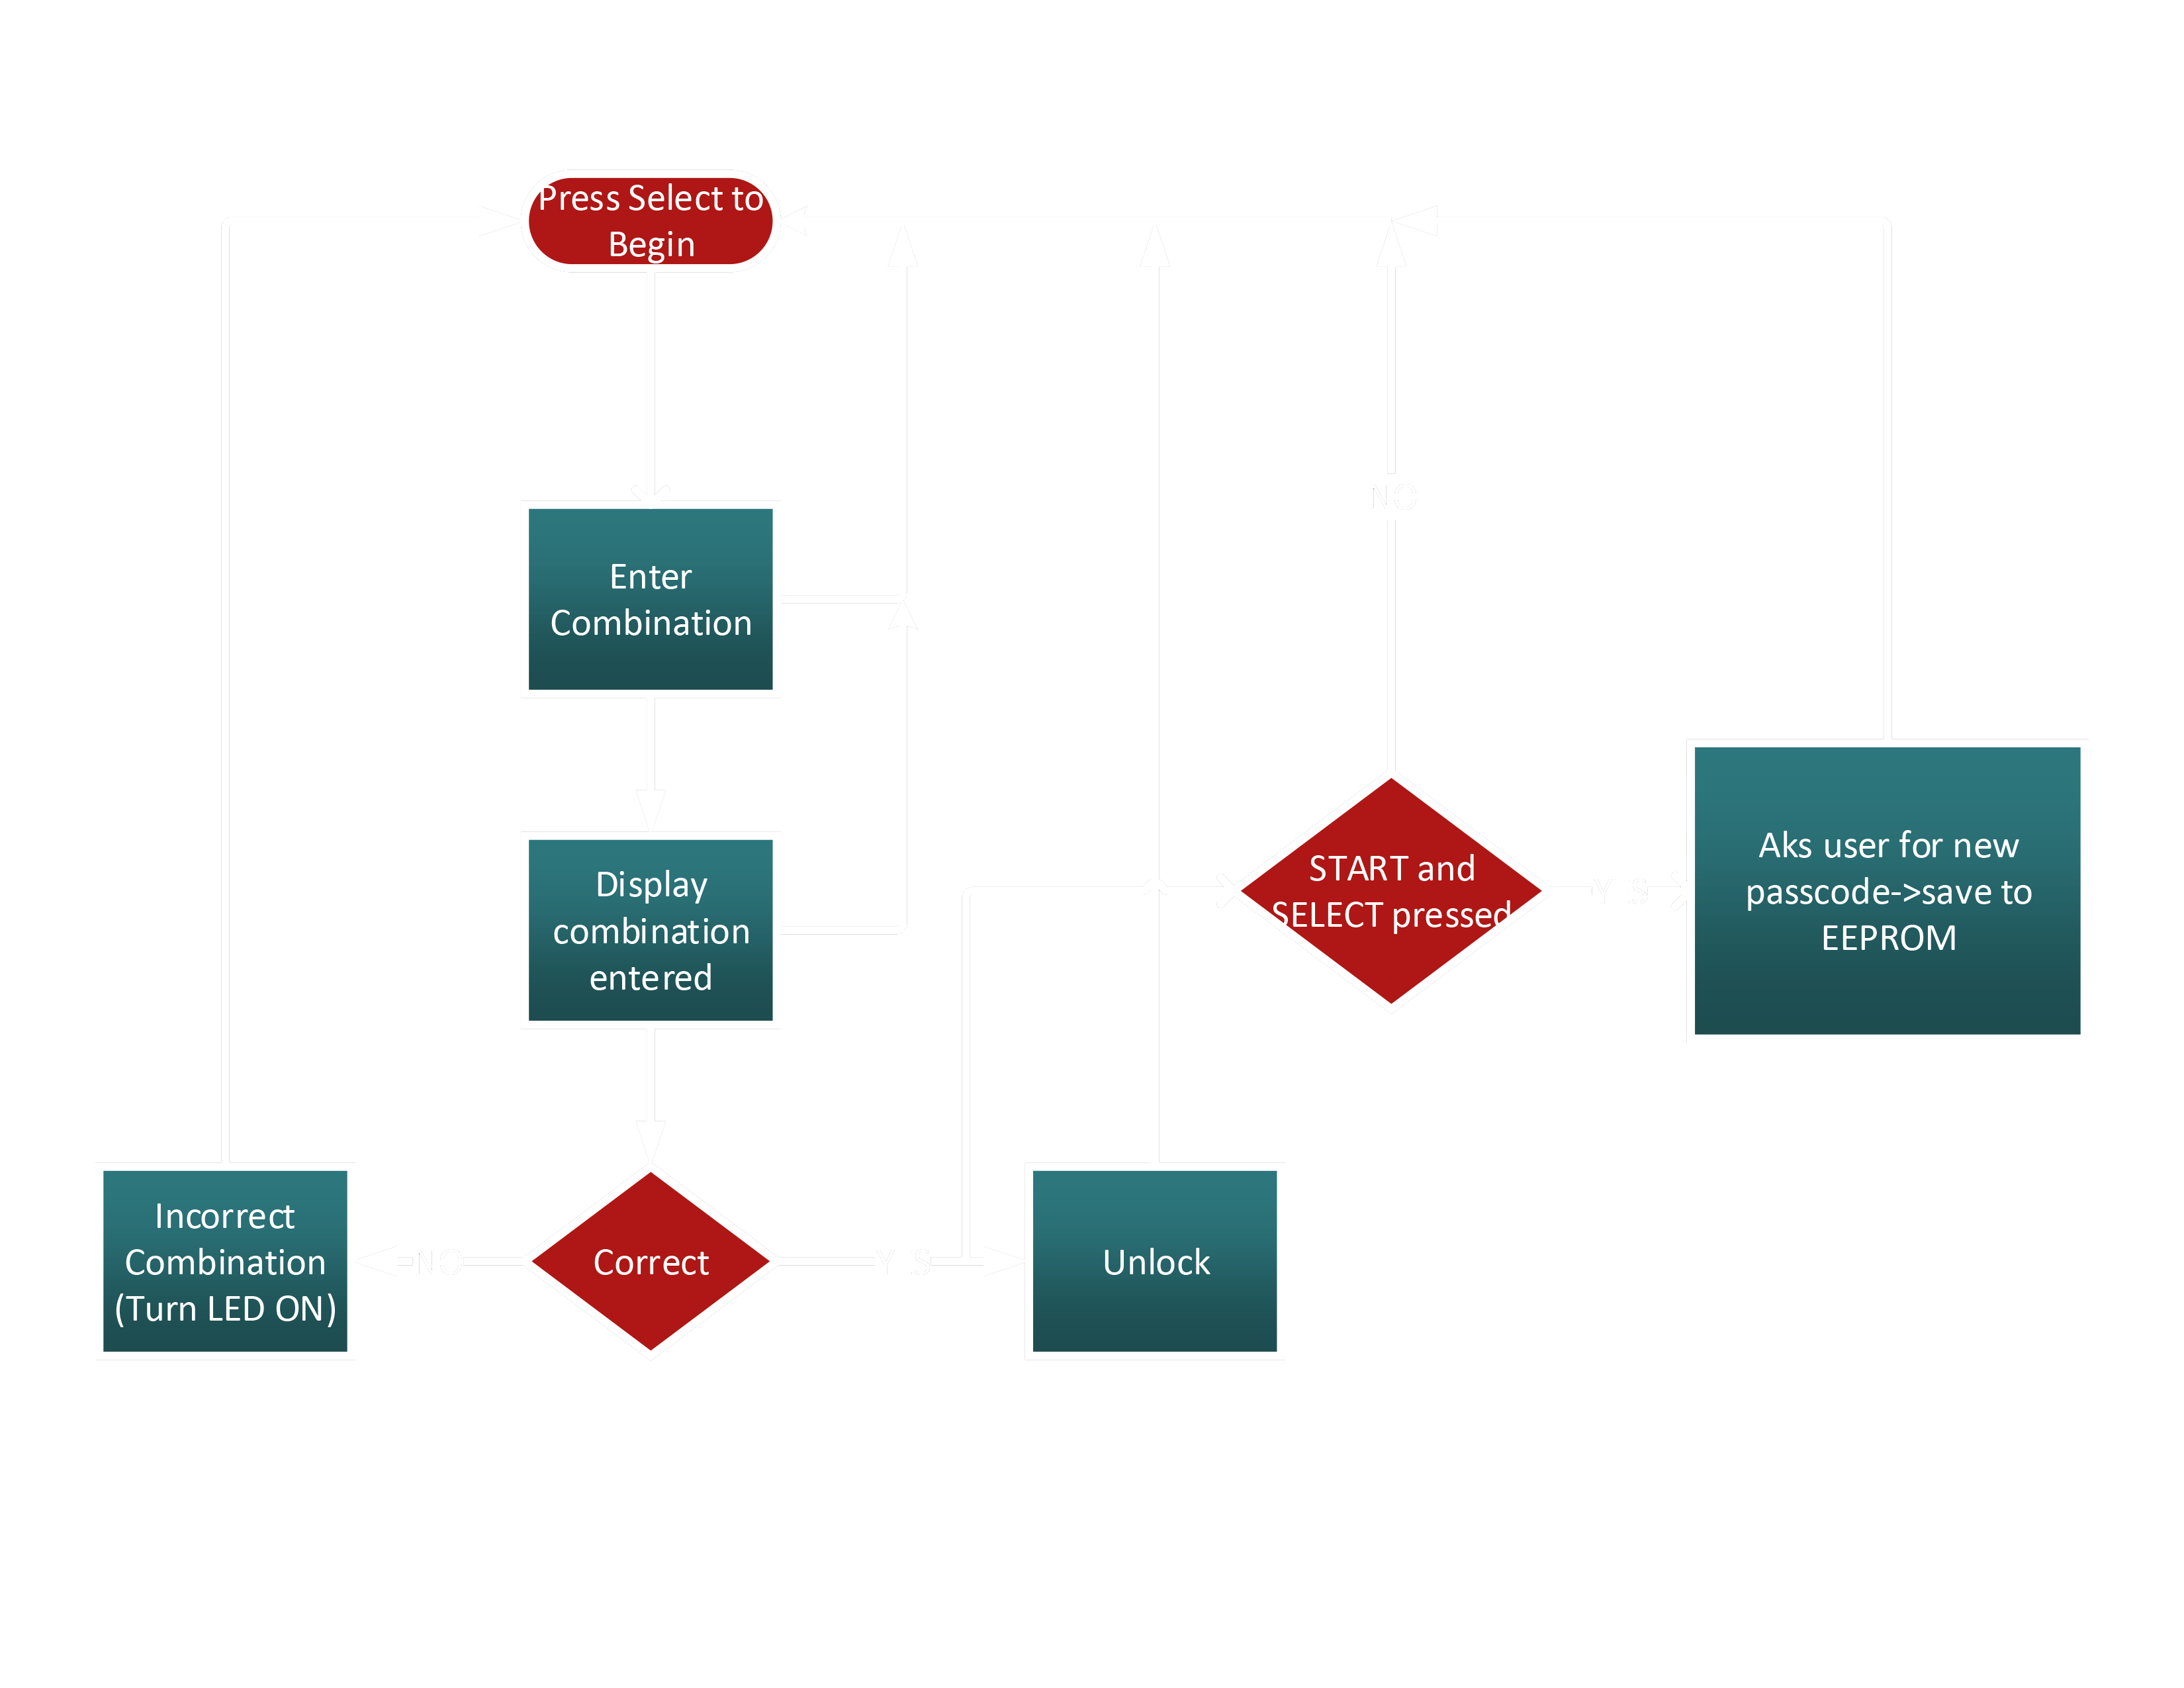 Press Select to
Begin
NO
Enter
Combination
Display
combination
entered
START and
SELECT pressed
YES
Aks user for new
passcode->save to
EEPROM
Incorrect
Combination
(Turn LED ON)
NO
Correct
YES
Unlock